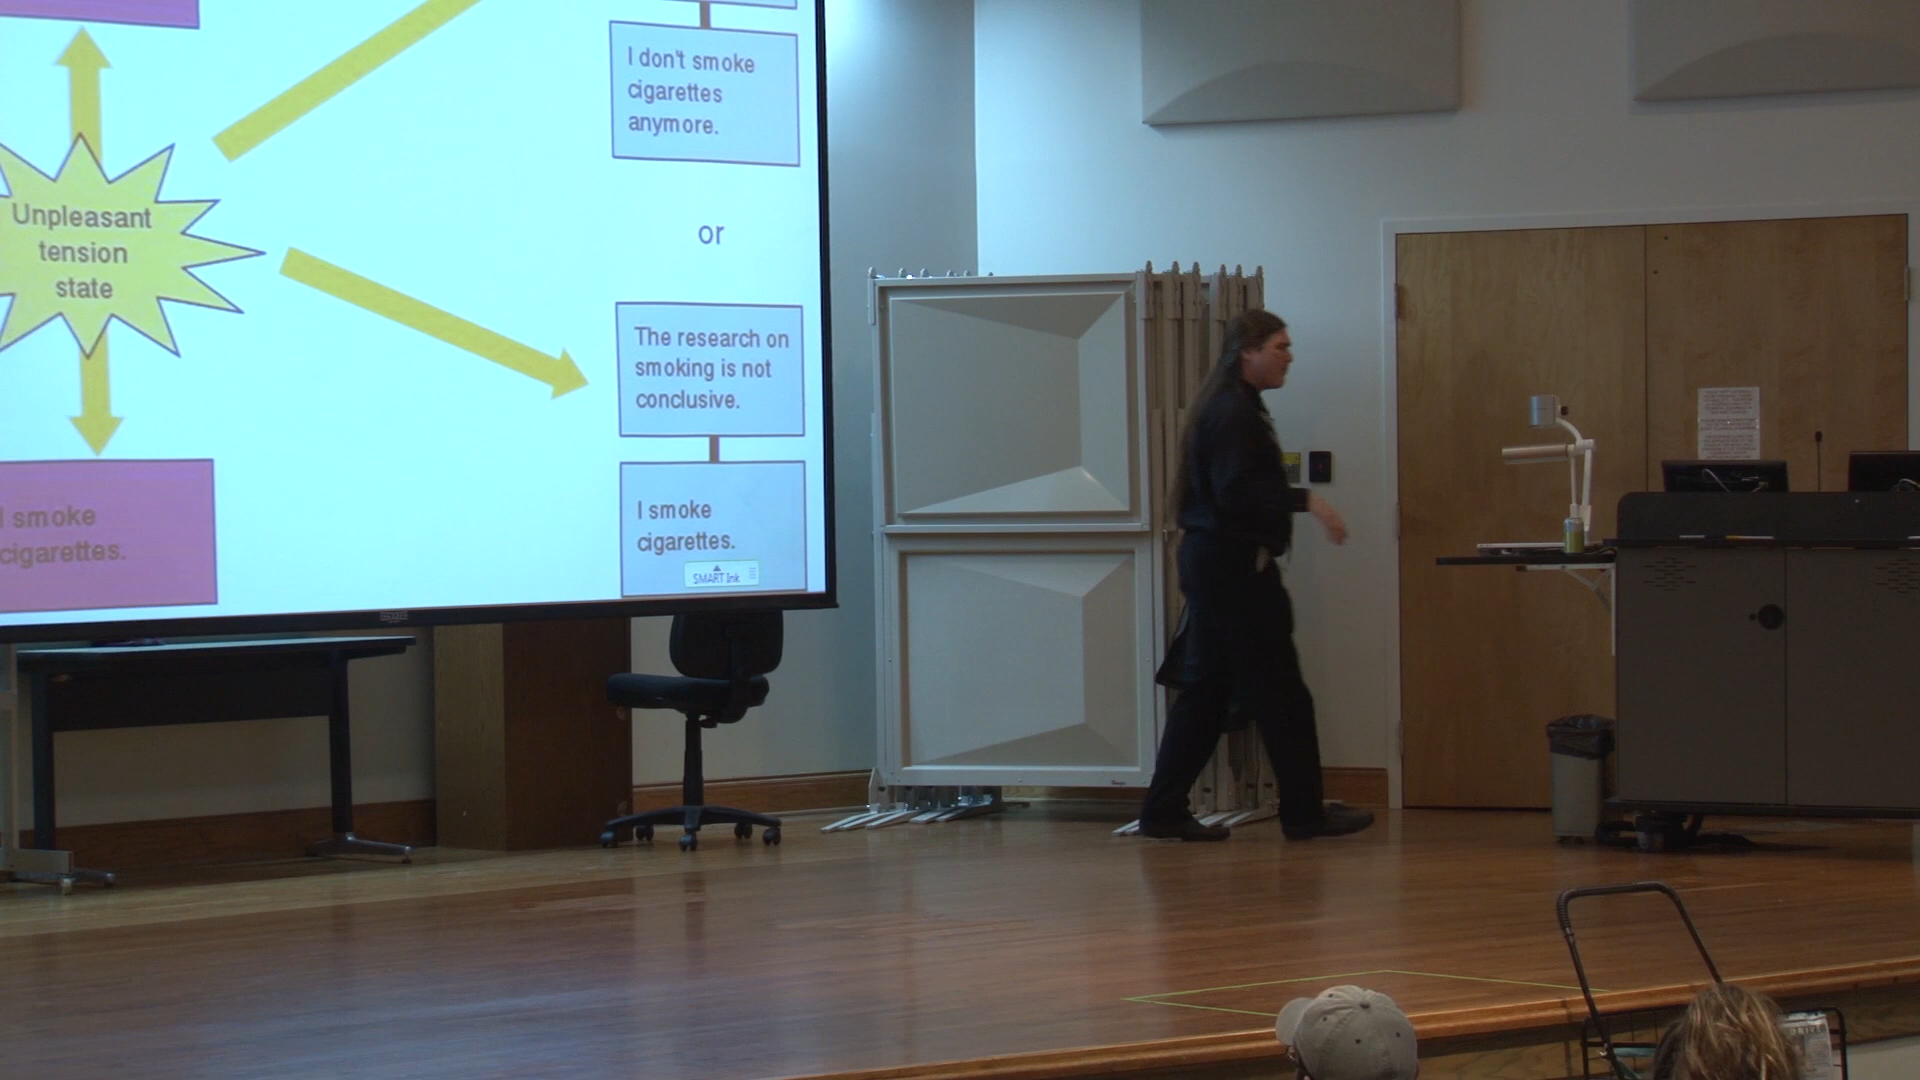 I don't smoke
cigarettes
anymore.
Unpleasant
tension
state
or
The research on
smoking is not
conclusive.
I smoke
cigarettes.
I smoke
cigarettes.
SMART Ink